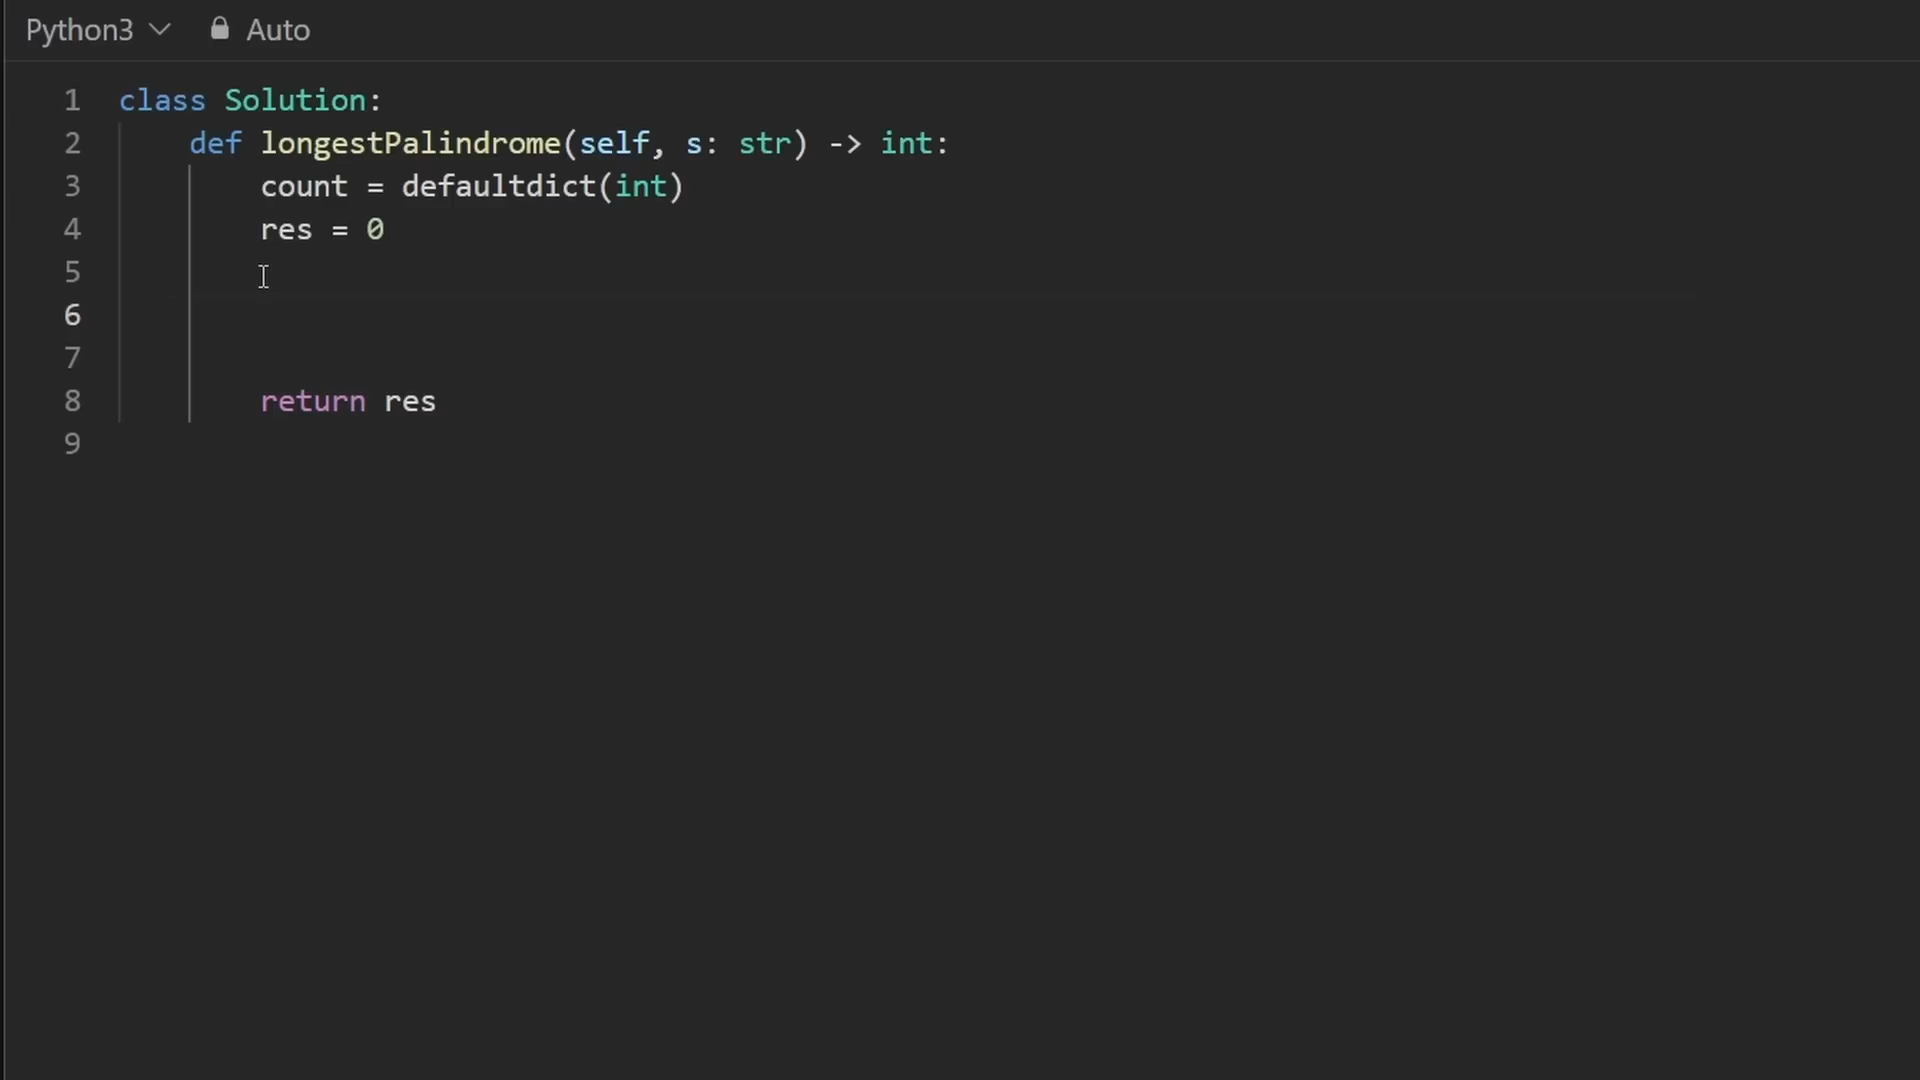 Python3 Auto
1 class Solution:
2     def longestPalindrome(self, s: str) -> int:
3         count = defaultdict(int)
4         res = 0
5
6
7
8         return res
9